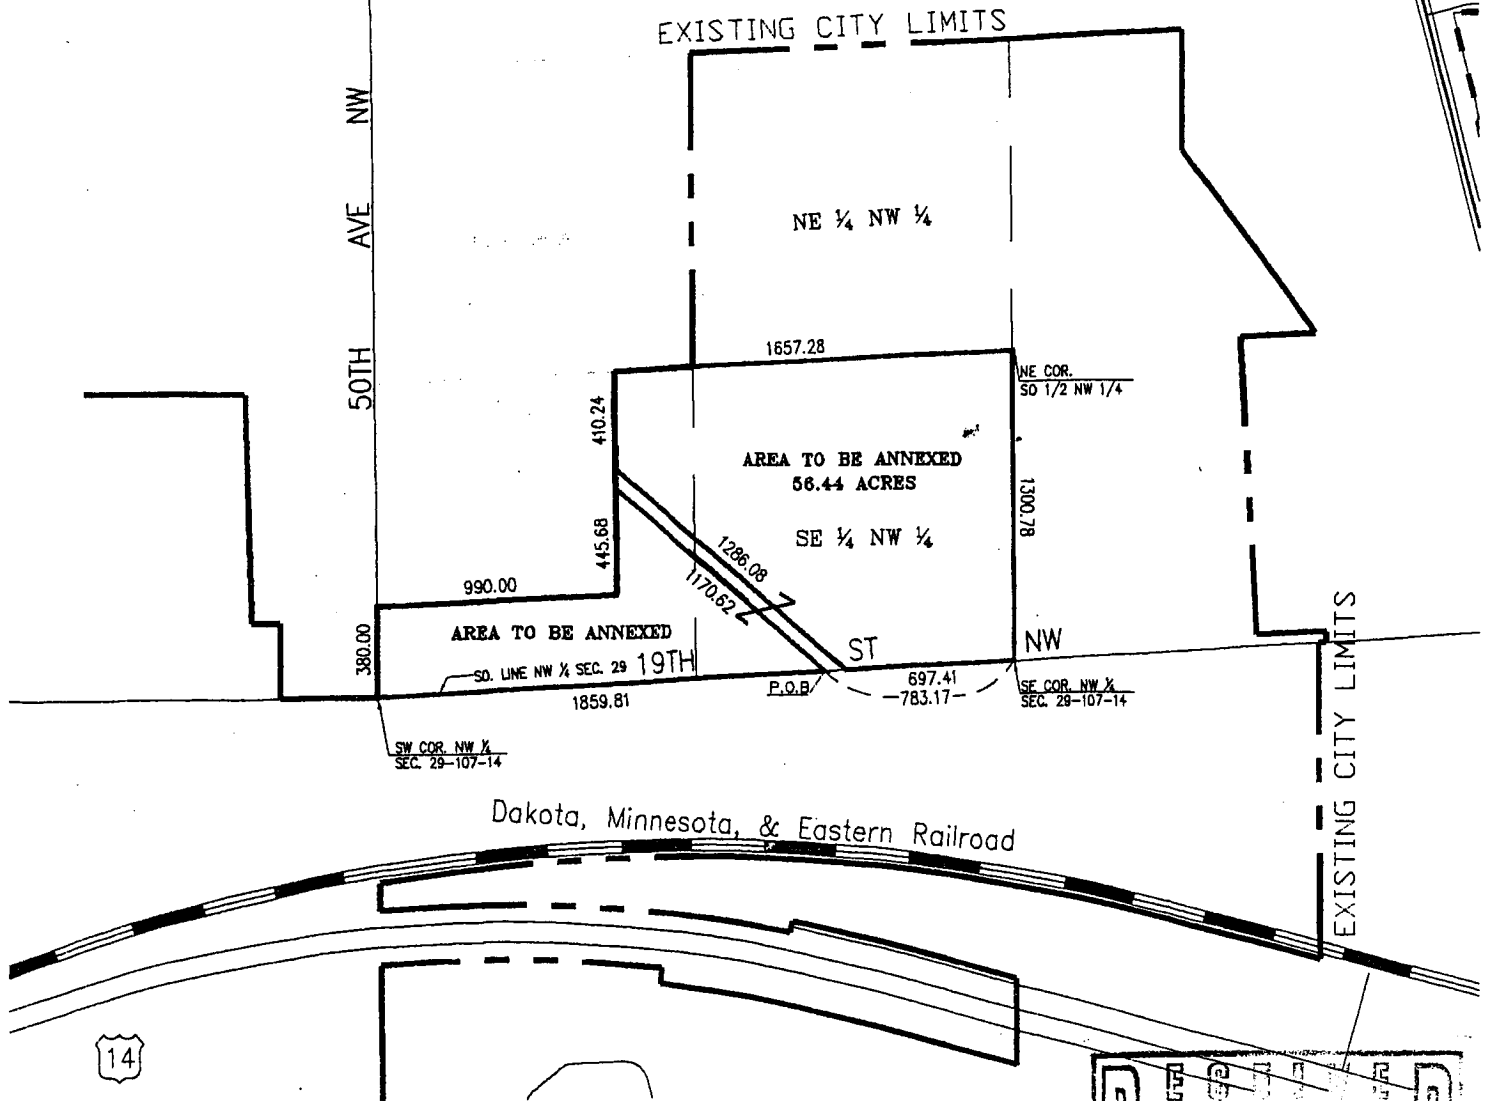 EXISTING CITY LIMITS
50TH AVE NW
NE ¼ NW ¼
1657.28
NE COR.
SO 1/2 NW 1/4
410.24
AREA TO BE ANNEXED
56.44 ACRES
1300.78
SE ¼ NW ¼
445.68
1286.08
1170.62
990.00
380.00
AREA TO BE ANNEXED
SO. LINE NW ¼ SEC. 29
19TH ST NW
1859.81
P.O.B.
697.41
783.17
SE COR. NW ¼
SEC. 29-107-14
SW COR. NW ¼
SEC. 29-107-14
EXISTING CITY LIMITS
Dakota, Minnesota, & Eastern Railroad
14